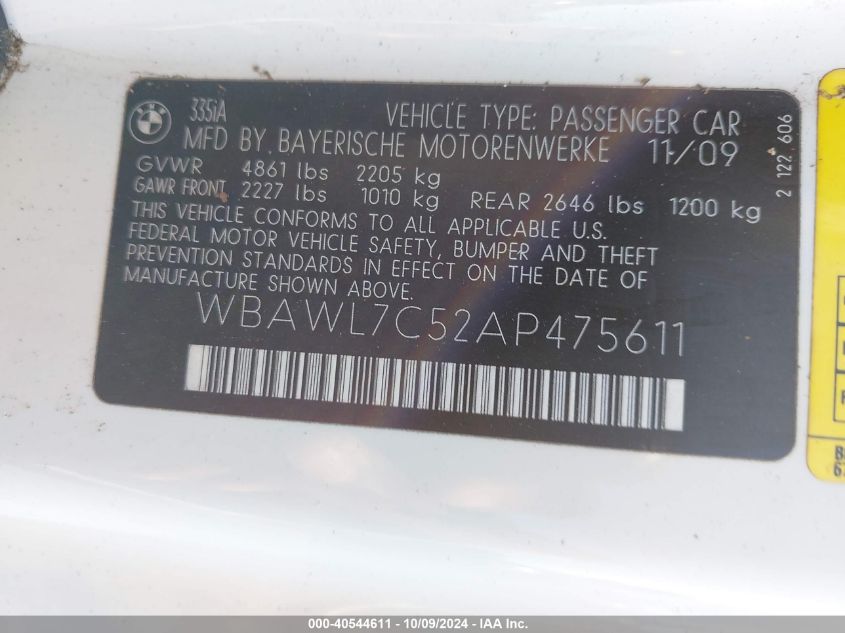 BMW
335iA VEHICLE TYPE: PASSENGER CAR
MFD BY. BAYERISCHE MOTORENWERKE 11/09
GVWR 4861 lbs 2205 kg
GAWR FRONT 2227 lbs 1010 kg REAR 2646 lbs 1200 kg
THIS VEHICLE CONFORMS TO ALL APPLICABLE U.S.
FEDERAL MOTOR VEHICLE SAFETY, BUMPER AND THEFT
PREVENTION STANDARDS IN EFFECT ON THE DATE OF
MANUFACTURE SHOWN ABOVE.
WBAWL7C52AP475611
2 122 606
000-40544611 - 10/09/2024 - IAA Inc.